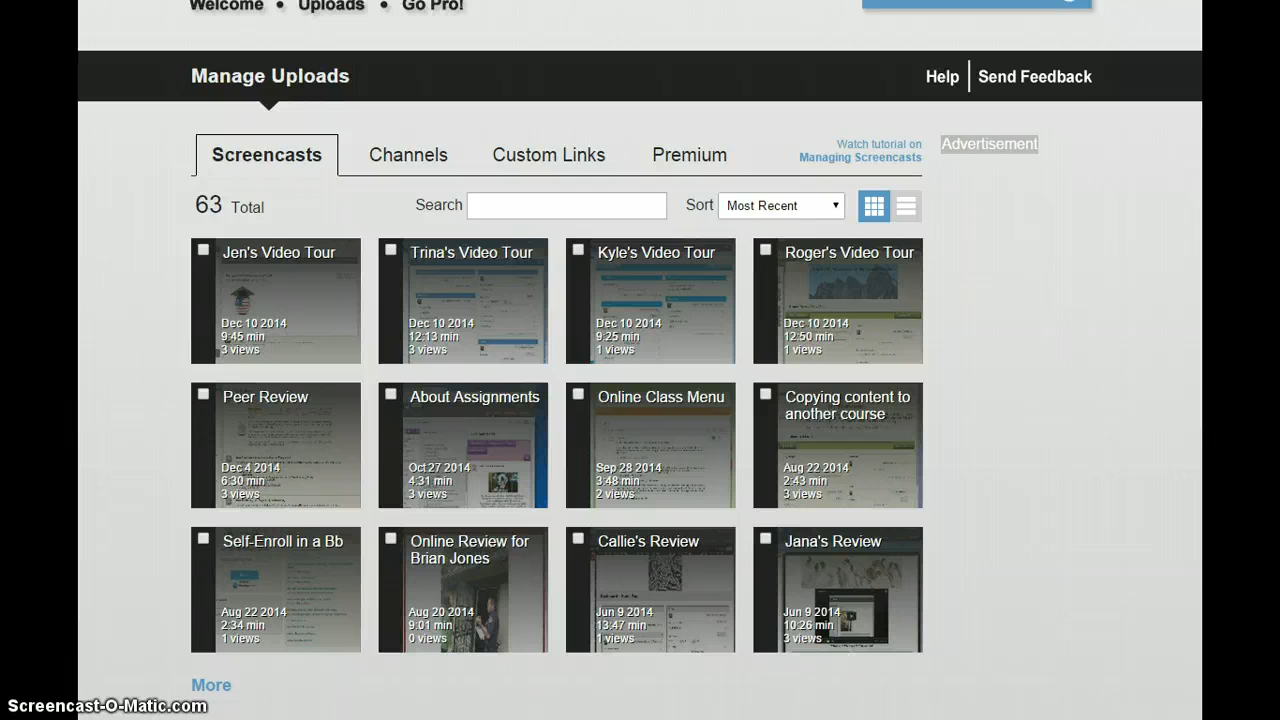 Welcome • Uploads • Go Pro!
Manage Uploads
Help
Send Feedback
Screencasts
Channels
Custom Links
Premium
Watch tutorial on
Managing Screencasts
Advertisement
63 Total
Search
Sort
Most Recent
Jen's Video Tour
Dec 10 2014
9:45 min
3 views
Trina's Video Tour
Dec 10 2014
12:13 min
3 views
Kyle's Video Tour
Dec 10 2014
9:25 min
1 views
Roger's Video Tour
Dec 10 2014
12:50 min
1 views
Peer Review
Dec 4 2014
6:30 min
3 views
About Assignments
Oct 27 2014
4:31 min
3 views
Online Class Menu
Sep 28 2014
3:48 min
2 views
Copying content to
another course
Aug 22 2014
2:43 min
3 views
Self-Enroll in a Bb
Aug 22 2014
2:34 min
1 views
Online Review for
Brian Jones
Aug 20 2014
9:01 min
0 views
Callie's Review
Jun 9 2014
13:47 min
1 views
Jana's Review
Jun 9 2014
10:26 min
3 views
More
Screencast-O-Matic.com